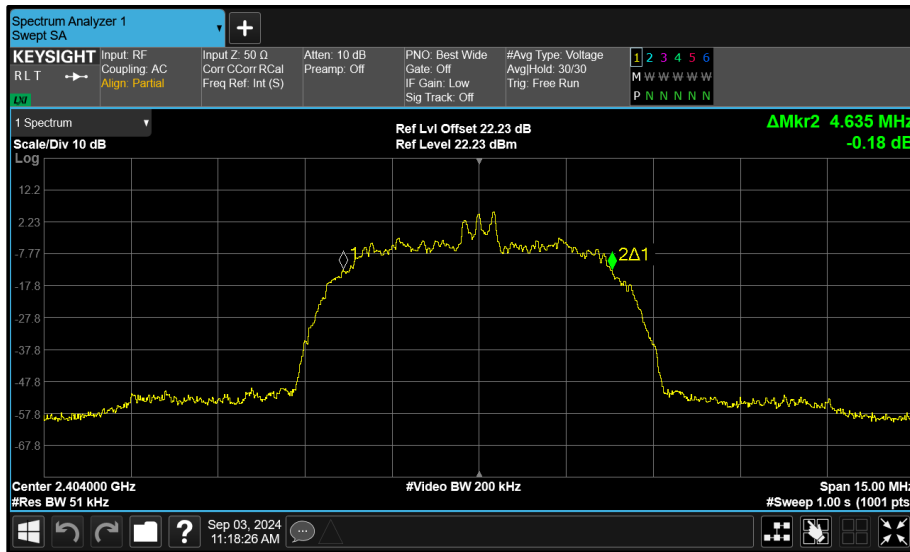 Spectrum Analyzer 1
Swept SA
KEYSIGHT
R L T
LXI
Input: RF
Coupling: AC
Align: Partial
Input Z: 50 Ω
Corr CCorr RCal
Freq Ref: Int (S)
Atten: 10 dB
Preamp: Off
PNO: Best Wide
Gate: Off
IF Gain: Low
Sig Track: Off
#Avg Type: Voltage
Avg|Hold: 30/30
Trig: Free Run
1 2 3 4 5 6
M W W W W W
P N N N N N
1 Spectrum
Scale/Div 10 dB
Ref Lvl Offset 22.23 dB
Ref Level 22.23 dBm
ΔMkr2 4.635 MHz
-0.18 dB
Log
12.2
2.23
-7.77
-17.8
-27.8
-37.8
-47.8
-57.8
-67.8
1
2Δ1
Center 2.404000 GHz
#Res BW 51 kHz
#Video BW 200 kHz
Span 15.00 MHz
#Sweep 1.00 s (1001 pts
?
Sep 03, 2024
11:18:26 AM